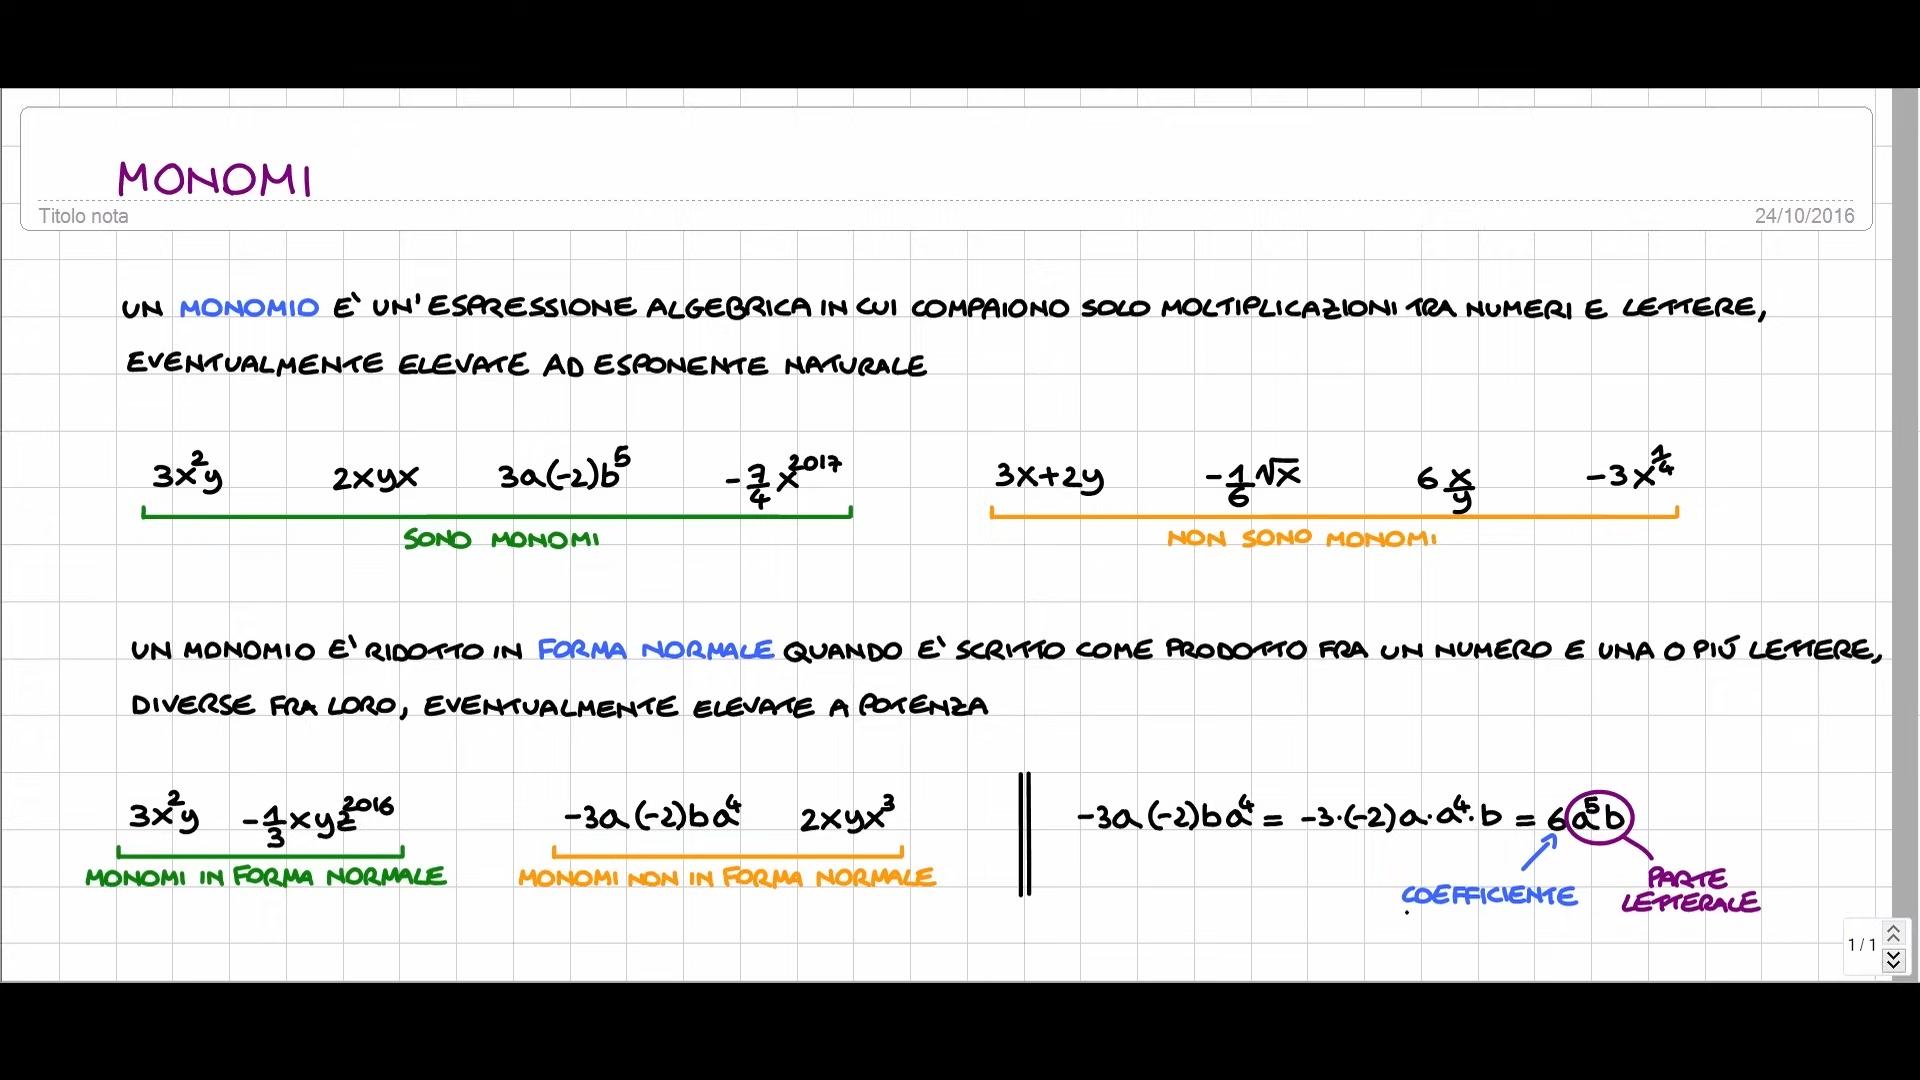 MONOMI
Titolo nota
24/10/2016
UN MONOMIO E' UN' ESPRESSIONE ALGEBRICA IN CUI COMPAIONO SOLO MOLTIPLICAZIONI TRA NUMERI E LETTERE,
EVENTUALMENTE ELEVATE AD ESPONENTE NATURALE
3x²y 2xyx 3a(-2)b⁵ -7/4 x²⁰¹⁷ 3x+2y -1/6 √x 6 x/y -3x^1/4
SONO MONOMI NON SONO MONOMI
UN MONOMIO E' RIDOTTO IN FORMA NORMALE QUANDO E' SCRITTO COME PRODOTTO FRA UN NUMERO E UNA O PIÚ LETTERE,
DIVERSE FRA LORO, EVENTUALMENTE ELEVATE A POTENZA
3x²y -1/3 xyz²⁰¹⁶ -3a(-2)ba⁴ 2xyx³ -3a(-2)ba⁴ = -3·(-2)a·a⁴·b = 6a⁵b
MONOMI IN FORMA NORMALE MONOMI NON IN FORMA NORMALE
COEFFICIENTE
PARTE
LETTERALE
1 / 1